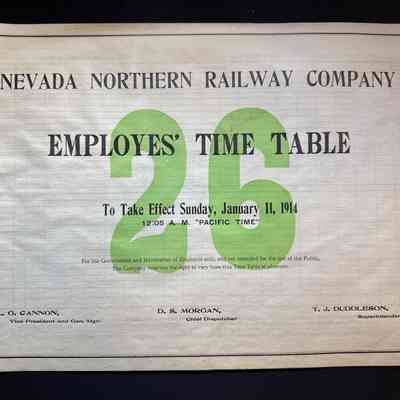 NEVADA NORTHERN RAILWAY COMPANY
26
EMPLOYES' TIME TABLE
To Take Effect Sunday, January 11, 1914
12:05 A. M. "PACIFIC TIME"
For the Government and Information of Employes only, and not intended for the use of the Public.
The Company reserves the right to vary from this Time Table at pleasure.
G. CANNON,
Vice President and Gen. Mgr.
D. S. MORGAN,
Chief Dispatcher
T. J. DUDDLESON,
Superintendent